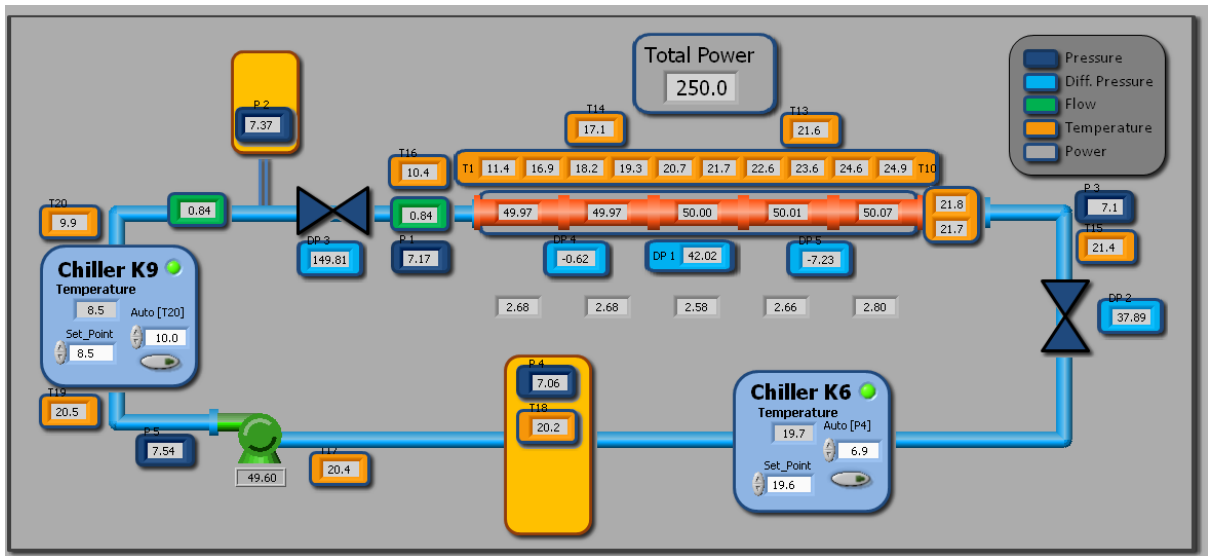 Total Power
250.0
Pressure
Diff. Pressure
Flow
Temperature
Power
P 2
7.37
T14
17.1
T13
21.6
T16
10.4
T1 11.4 16.9 18.2 19.3 20.7 21.7 22.6 23.6 24.6 24.9 T10
T20
9.9
0.84
0.84
49.97 49.97 50.00 50.01 50.07
21.8
21.7
P 3
7.1
T15
21.4
DP 3
149.81
P 1
7.17
DP 4
-0.62
DP 1 42.02
DP 5
-7.23
Chiller K9
Temperature
8.5
Auto [T20]
10.0
Set_Point
8.5
2.68 2.68 2.58 2.66 2.80
DP 2
37.89
P 4
7.06
T18
20.2
Chiller K6
Temperature
19.7
Auto [P4]
6.9
Set_Point
19.6
T19
20.5
P 5
7.54
49.60
T17
20.4